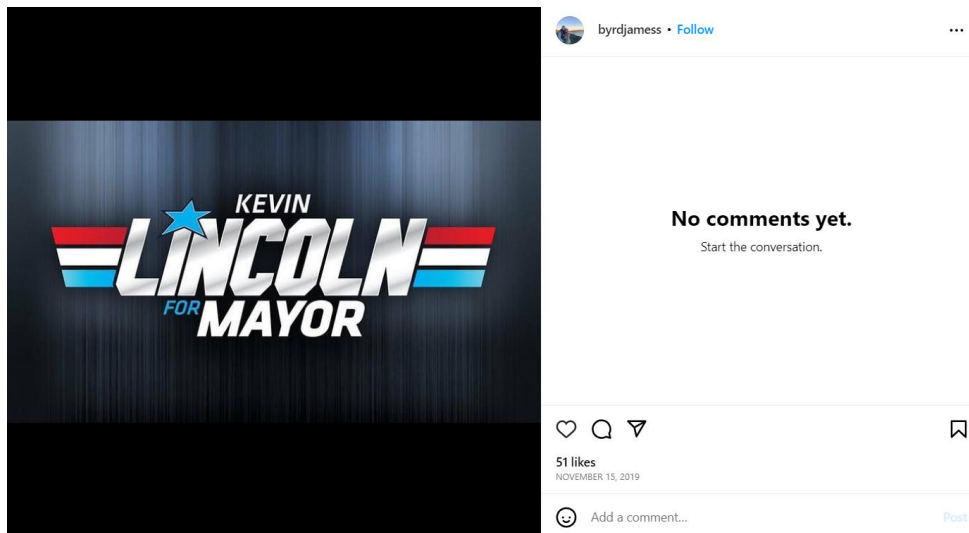 KEVIN
LINCOLN
FOR MAYOR
byrdjamess • Follow
No comments yet.
Start the conversation.
51 likes
NOVEMBER 15, 2019
Add a comment...
Post